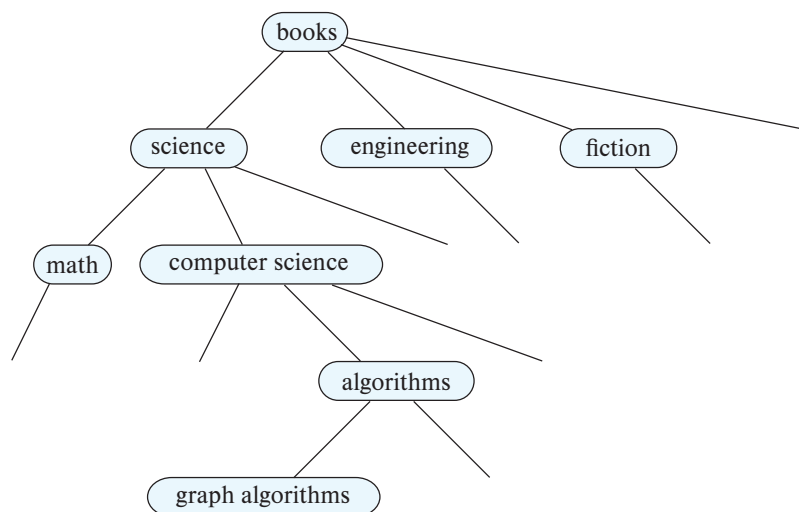 books
science
engineering
fiction
math
computer science
algorithms
graph algorithms